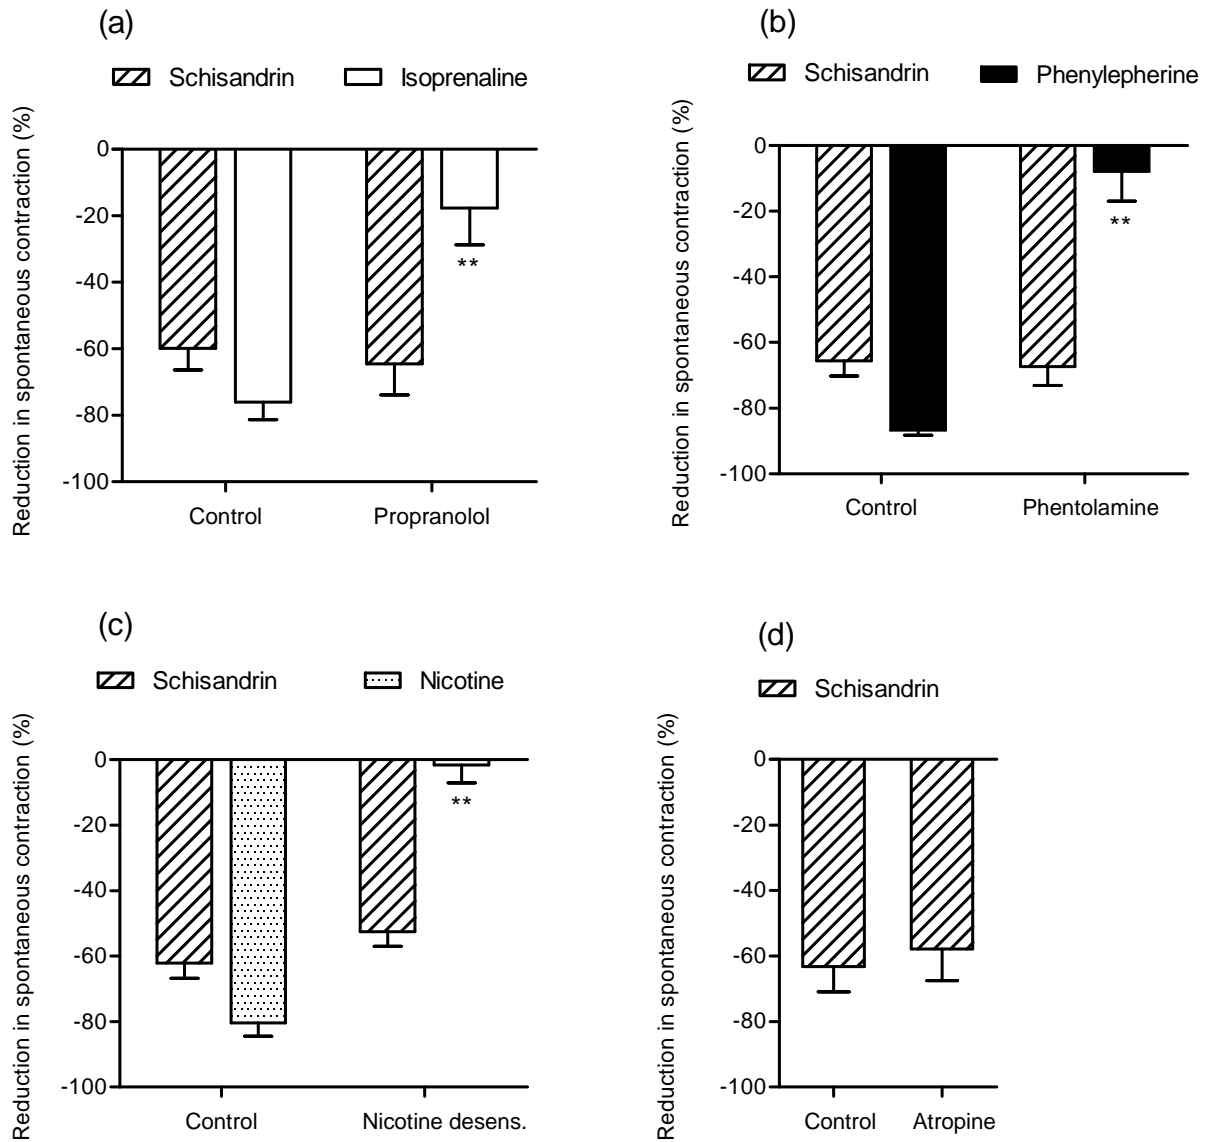 (a)
Schisandrin Isoprenaline
Reduction in spontaneous contraction (%)
0
-20
-40
-60
-80
-100
**
Control Propranolol
(b)
Schisandrin Phenylepherine
Reduction in spontaneous contraction (%)
0
-20
-40
-60
-80
-100
**
Control Phentolamine
(c)
Schisandrin Nicotine
Reduction in spontaneous contraction (%)
0
-20
-40
-60
-80
-100
**
Control Nicotine desens.
(d)
Schisandrin
Reduction in spontaneous contraction (%)
0
-20
-40
-60
-80
-100
Control Atropine